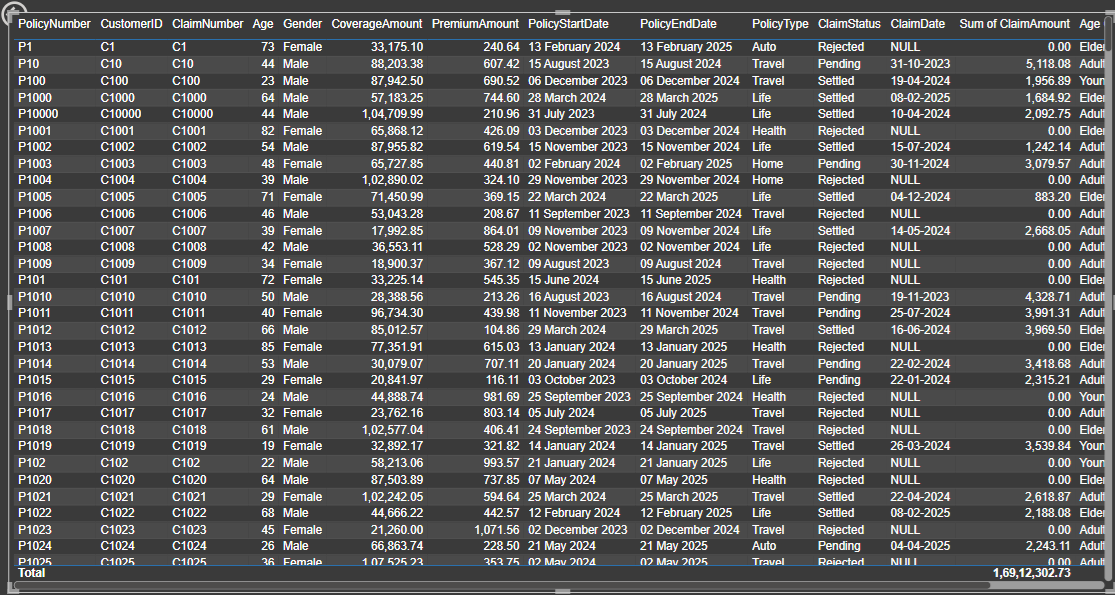 PolicyNumber CustomerID ClaimNumber Age Gender CoverageAmount PremiumAmount PolicyStartDate PolicyEndDate PolicyType ClaimStatus ClaimDate Sum of ClaimAmount Age
P1 C1 C1 73 Female 33,175.10 240.64 13 February 2024 13 February 2025 Auto Rejected NULL 0.00 Elder
P10 C10 C10 44 Male 88,203.38 607.42 15 August 2023 15 August 2024 Travel Pending 31-10-2023 5,118.08 Adult
P100 C100 C100 23 Male 87,942.50 690.52 06 December 2023 06 December 2024 Travel Settled 19-04-2024 1,956.89 Youn
P1000 C1000 C1000 64 Male 57,183.25 744.60 28 March 2024 28 March 2025 Life Settled 08-02-2025 1,684.92 Elder
P10000 C10000 C10000 44 Male 1,04,709.99 210.96 31 July 2023 31 July 2024 Life Settled 10-04-2024 2,092.75 Adult
P1001 C1001 C1001 82 Female 65,868.12 426.09 03 December 2023 03 December 2024 Health Rejected NULL 0.00 Elder
P1002 C1002 C1002 54 Male 87,955.82 619.54 15 November 2023 15 November 2024 Life Settled 15-07-2024 1,242.14 Adult
P1003 C1003 C1003 48 Female 65,727.85 440.81 02 February 2024 02 February 2025 Home Pending 30-11-2024 3,079.57 Adult
P1004 C1004 C1004 39 Male 1,02,890.02 324.10 29 November 2023 29 November 2024 Home Rejected NULL 0.00 Adult
P1005 C1005 C1005 71 Female 71,450.99 369.15 22 March 2024 22 March 2025 Life Settled 04-12-2024 883.20 Elder
P1006 C1006 C1006 46 Male 53,043.28 208.67 11 September 2023 11 September 2024 Travel Rejected NULL 0.00 Adult
P1007 C1007 C1007 39 Female 17,992.85 864.01 09 November 2023 09 November 2024 Life Settled 14-05-2024 2,668.05 Adult
P1008 C1008 C1008 42 Male 36,553.11 528.29 02 November 2023 02 November 2024 Life Rejected NULL 0.00 Adult
P1009 C1009 C1009 34 Female 18,900.37 367.12 09 August 2023 09 August 2024 Travel Rejected NULL 0.00 Adult
P101 C101 C101 72 Female 33,225.14 545.35 15 June 2024 15 June 2025 Health Rejected NULL 0.00 Elder
P1010 C1010 C1010 50 Male 28,388.56 213.26 16 August 2023 16 August 2024 Travel Pending 19-11-2023 4,328.71 Adult
P1011 C1011 C1011 40 Female 96,734.30 439.98 11 November 2023 11 November 2024 Travel Pending 25-07-2024 3,991.31 Adult
P1012 C1012 C1012 66 Male 85,012.57 104.86 29 March 2024 29 March 2025 Travel Settled 16-06-2024 3,969.50 Elder
P1013 C1013 C1013 85 Female 77,351.91 615.03 13 January 2024 13 January 2025 Health Rejected NULL 0.00 Elder
P1014 C1014 C1014 53 Male 30,079.07 707.11 20 January 2024 20 January 2025 Travel Pending 22-02-2024 3,418.68 Adult
P1015 C1015 C1015 29 Female 20,841.97 116.11 03 October 2023 03 October 2024 Life Pending 22-01-2024 2,315.21 Adult
P1016 C1016 C1016 24 Male 44,888.74 981.69 25 September 2023 25 September 2024 Health Rejected NULL 0.00 Youn
P1017 C1017 C1017 32 Female 23,762.16 803.14 05 July 2024 05 July 2025 Travel Rejected NULL 0.00 Adult
P1018 C1018 C1018 61 Male 1,02,577.04 406.41 24 September 2023 24 September 2024 Travel Rejected NULL 0.00 Elder
P1019 C1019 C1019 19 Female 32,892.17 321.82 14 January 2024 14 January 2025 Travel Settled 26-03-2024 3,539.84 Youn
P102 C102 C102 22 Male 58,213.06 993.57 21 January 2024 21 January 2025 Life Rejected NULL 0.00 Youn
P1020 C1020 C1020 64 Male 87,503.89 737.85 07 May 2024 07 May 2025 Health Rejected NULL 0.00 Elder
P1021 C1021 C1021 29 Female 1,02,242.05 594.64 25 March 2024 25 March 2025 Travel Settled 22-04-2024 2,618.87 Adult
P1022 C1022 C1022 68 Male 44,666.22 442.57 12 February 2024 12 February 2025 Life Settled 08-02-2025 2,188.08 Elder
P1023 C1023 C1023 45 Female 21,260.00 1,071.56 02 December 2023 02 December 2024 Travel Rejected NULL 0.00 Adult
P1024 C1024 C1024 26 Male 66,863.74 228.50 21 May 2024 21 May 2025 Auto Pending 04-04-2025 2,243.11 Adult
P1025 C1025 C1025 36 Female 1,07,525.23 353.75 02 May 2024 02 May 2025 Travel Rejected NULL 0.00 Adult
Total 1,69,12,302.73